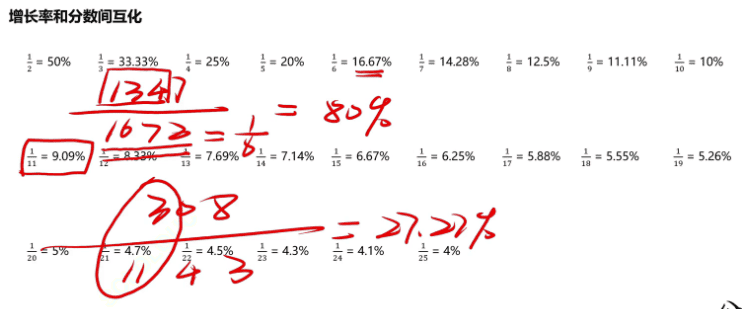 增长率和分数间互化
1/2 = 50% 1/3 = 33.33% 1/4 = 25% 1/5 = 20% 1/6 = 16.67% 1/7 = 14.28% 1/8 = 12.5% 1/9 = 11.11% 1/10 = 10%
1347/1672 = 1/6 = 80%
1/11 = 9.09% 1/12 = 8.33% 1/13 = 7.69% 1/14 = 7.14% 1/15 = 6.67% 1/16 = 6.25% 1/17 = 5.88% 1/18 = 5.55% 1/19 = 5.26%
308/1143 = 27.27%
1/20 = 5% 1/21 = 4.7% 1/22 = 4.5% 1/23 = 4.3% 1/24 = 4.1% 1/25 = 4%